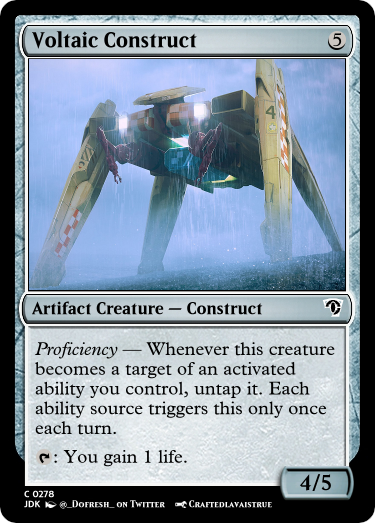 Voltaic Construct 5
4
Artifact Creature — Construct
Proficiency — Whenever this creature
becomes a target of an activated
ability you control, untap it. Each
ability source triggers this only once
each turn.
: You gain 1 life.
4/5
C 0278
JDK @_Dofresh_ on Twitter Craftedlavaistrue